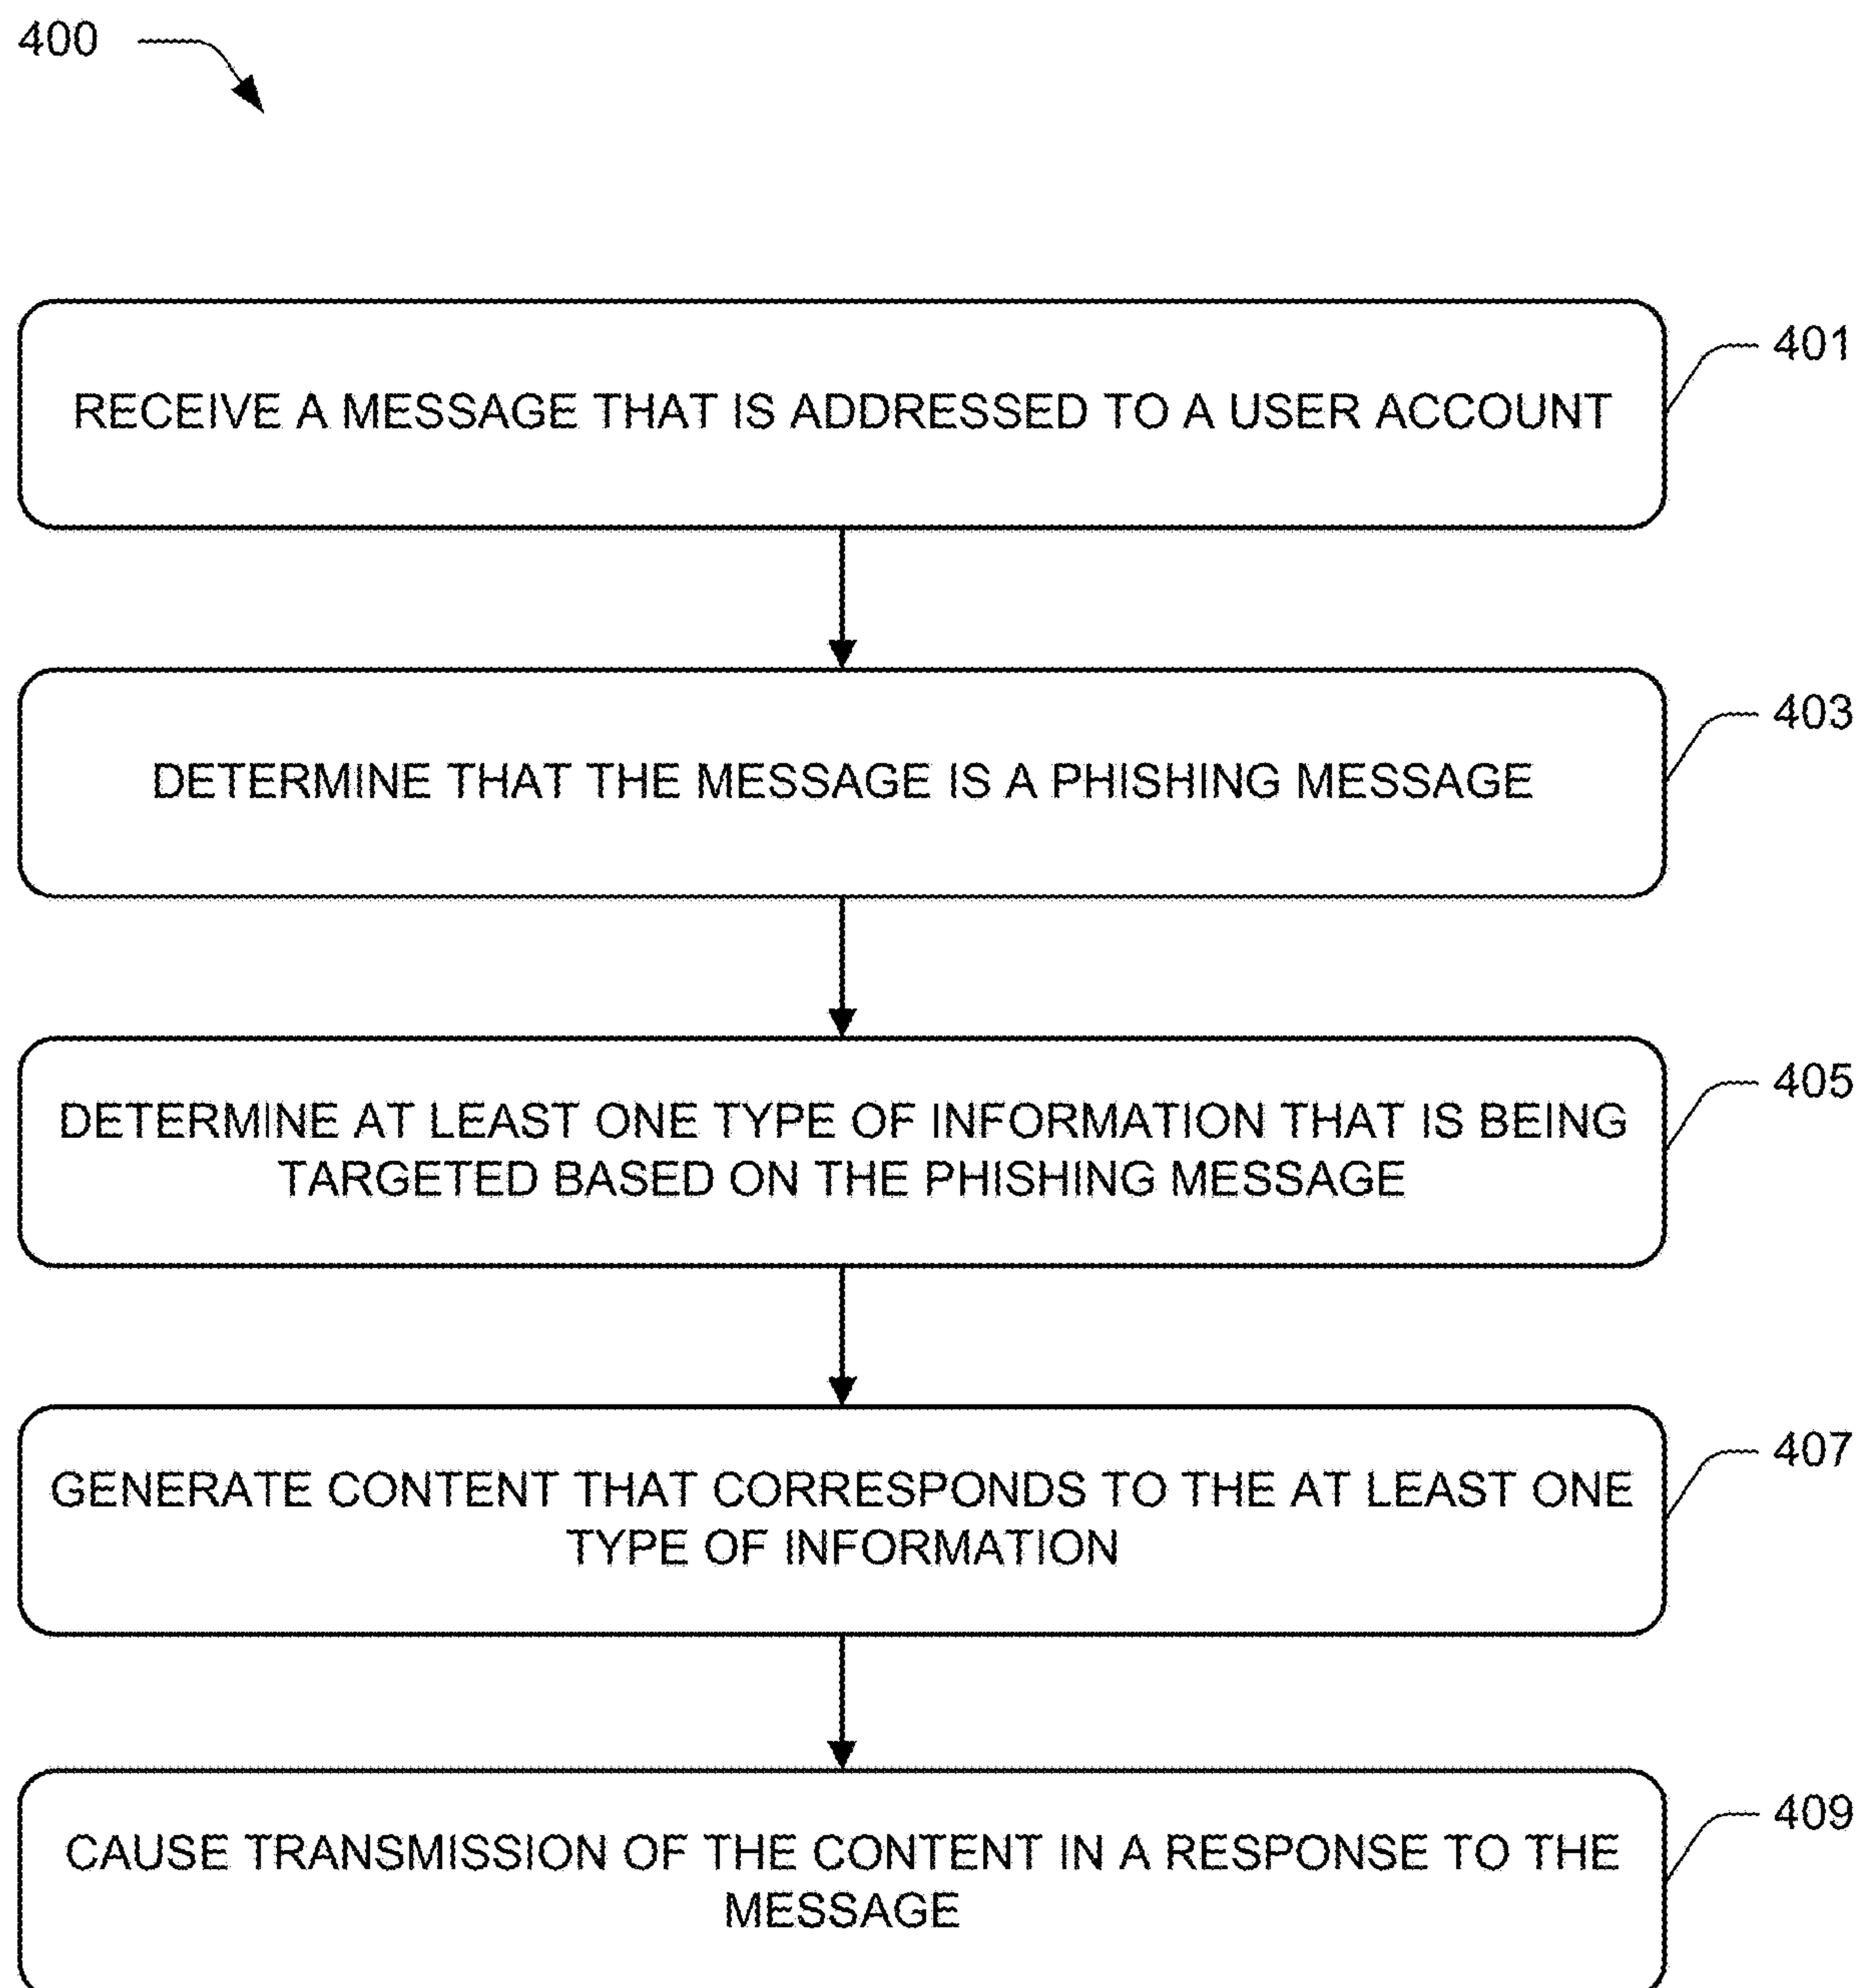 400
RECEIVE A MESSAGE THAT IS ADDRESSED TO A USER ACCOUNT
401
DETERMINE THAT THE MESSAGE IS A PHISHING MESSAGE
403
DETERMINE AT LEAST ONE TYPE OF INFORMATION THAT IS BEING
TARGETED BASED ON THE PHISHING MESSAGE
405
GENERATE CONTENT THAT CORRESPONDS TO THE AT LEAST ONE
TYPE OF INFORMATION
407
CAUSE TRANSMISSION OF THE CONTENT IN A RESPONSE TO THE
MESSAGE
409